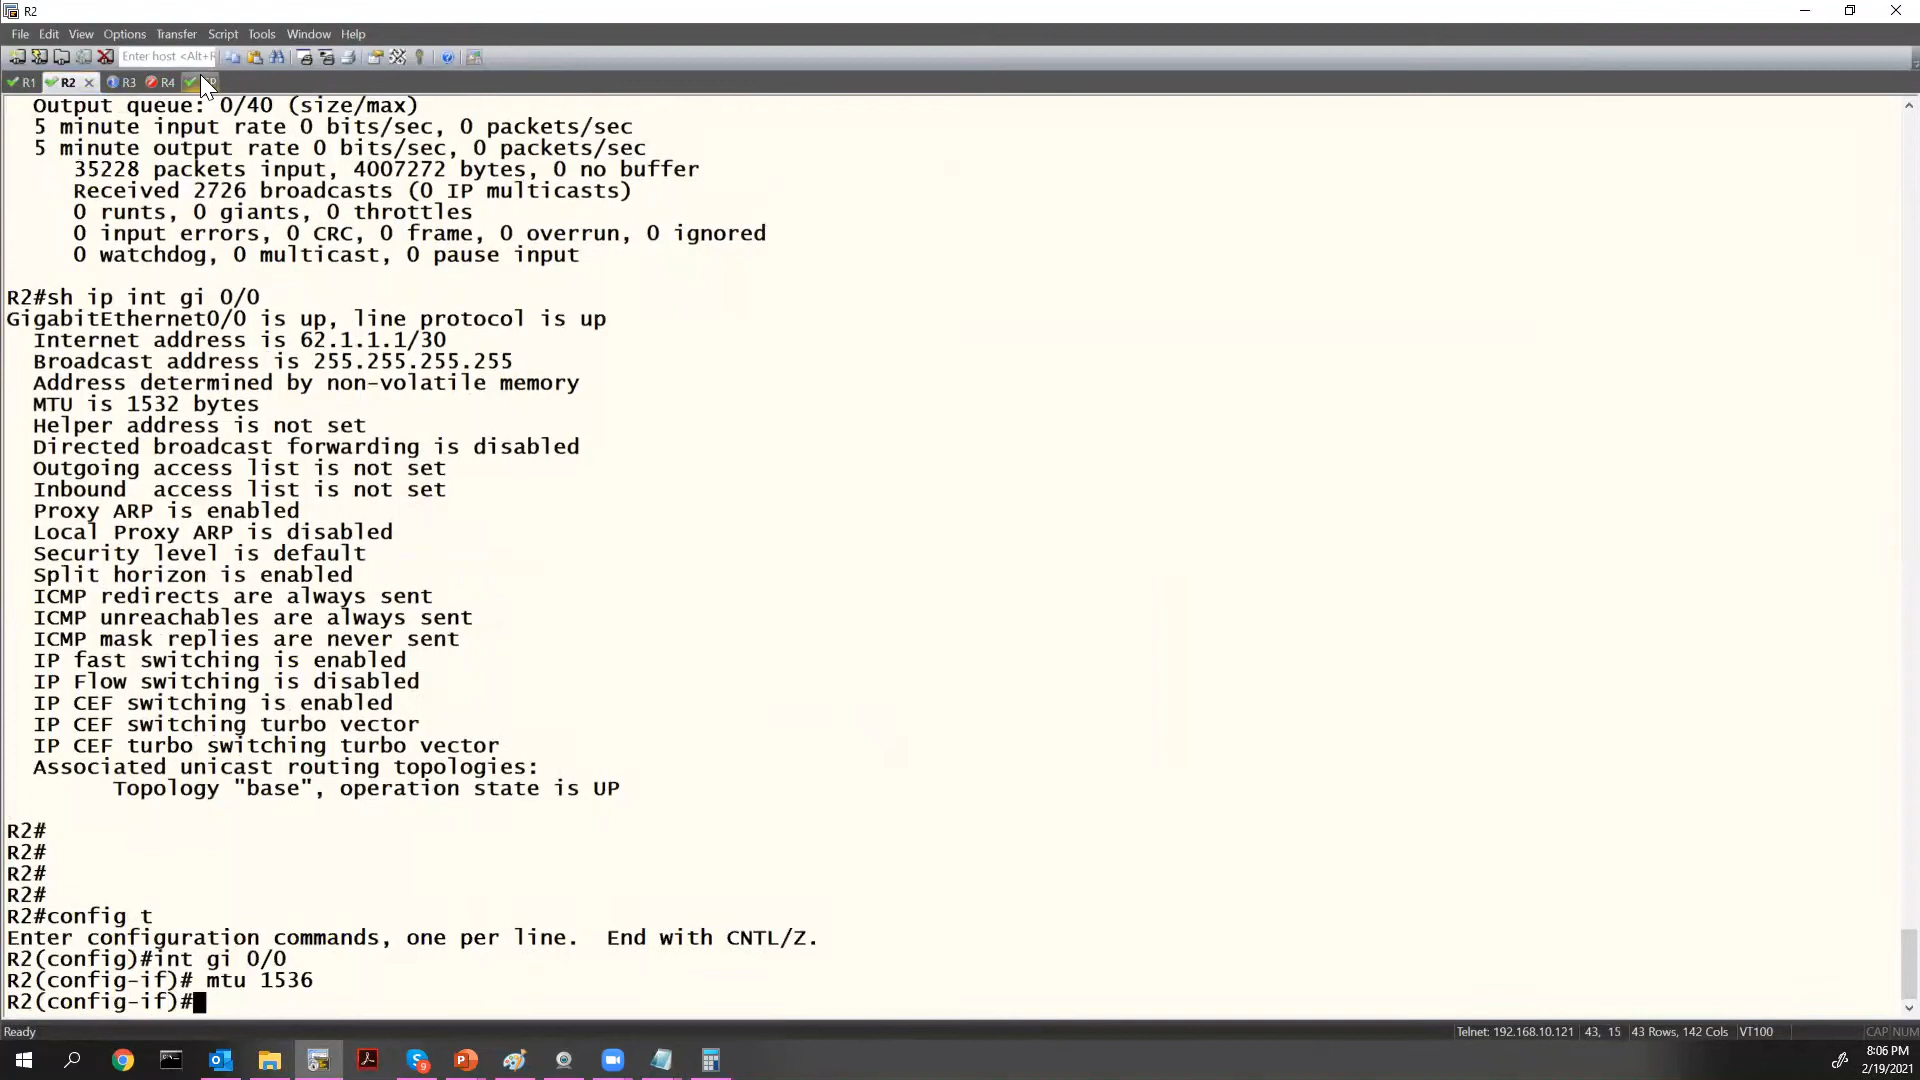 R2
File Edit View Options Transfer Script Tools Window Help
Enter host <Alt+R
R1 R2 R3 R4
Output queue: 0/40 (size/max)
5 minute input rate 0 bits/sec, 0 packets/sec
5 minute output rate 0 bits/sec, 0 packets/sec
35228 packets input, 4007272 bytes, 0 no buffer
Received 2726 broadcasts (0 IP multicasts)
0 runts, 0 giants, 0 throttles
0 input errors, 0 CRC, 0 frame, 0 overrun, 0 ignored
0 watchdog, 0 multicast, 0 pause input
R2#sh ip int gi 0/0
GigabitEthernet0/0 is up, line protocol is up
Internet address is 62.1.1.1/30
Broadcast address is 255.255.255.255
Address determined by non-volatile memory
MTU is 1532 bytes
Helper address is not set
Directed broadcast forwarding is disabled
Outgoing access list is not set
Inbound  access list is not set
Proxy ARP is enabled
Local Proxy ARP is disabled
Security level is default
Split horizon is enabled
ICMP redirects are always sent
ICMP unreachables are always sent
ICMP mask replies are never sent
IP fast switching is enabled
IP Flow switching is disabled
IP CEF switching is enabled
IP CEF switching turbo vector
IP CEF turbo switching turbo vector
Associated unicast routing topologies:
Topology "base", operation state is UP
R2#
R2#
R2#
R2#
R2#config t
Enter configuration commands, one per line.  End with CNTL/Z.
R2(config)#int gi 0/0
R2(config-if)# mtu 1536
R2(config-if)#
Ready Telnet: 192.168.10.121 43, 15 43 Rows, 142 Cols VT100 CAP NUM
9
8:06 PM
2/19/2021